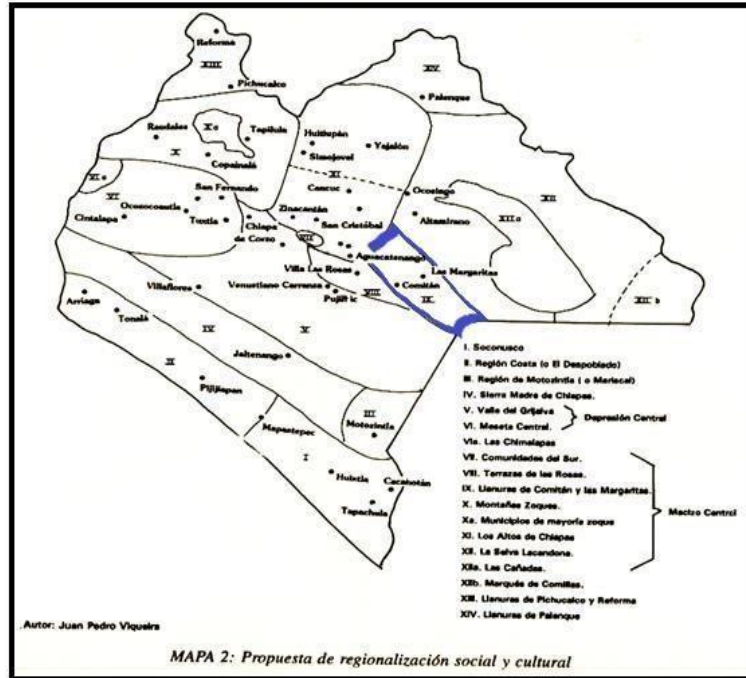 Reforma
XIII
Pichucalco
XIV
Palenque
Raudales
Xa
Tapilula
X
Copainalá
Huitiupán
Simojovel
Yajalón
XI
VIa
VI
San Fernando
Ocozocoautla
Cintalapa
Tuxtla
Cancuc
Zinacantán
San Cristóbal
Chiapa
de Corzo
VII
Ocosingo
Altamirano
XII
XIIa
XII b
Aguacatenango
Las Margaritas
Villa Las Rosas
Comitán
Venustiano Carranza
VIII
IX
Pujiltic
Villaflores
Arriaga
Tonalá
IV
V
II
Jaltenango
Pijijiapan
III
Motozintla
Mapastepec
I
Huixtla
Cacahotán
Tapachula
I. Soconusco
II. Región Costa (o El Despoblado)
III. Región de Motozintla ( o Mariscal)
IV. Sierra Madre de Chiapas.
V. Valle del Grijalva
VI. Meseta Central.
Depresión Central
VIa. Las Chimalapas
VII. Comunidades del Sur.
VIII. Terrazas de las Rosas.
IX. Llanuras de Comitán y las Margaritas.
X. Montañas Zoques.
Xa. Municipios de mayoría zoque
XI. Los Altos de Chiapas
XII. La Selva Lacandona.
XIIa. Las Cañadas.
Macizo Central
XIIb. Marqués de Comillas.
XIII. Llanuras de Pichucalco y Reforma
XIV. Llanuras de Palenque
Autor: Juan Pedro Viqueira
MAPA 2: Propuesta de regionalización social y cultural